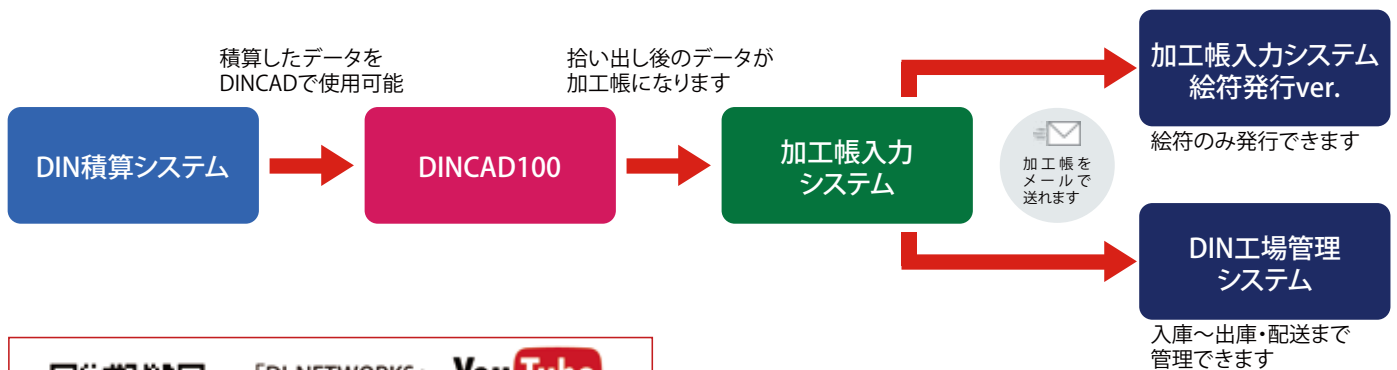 積算したデータを
DINCADで使用可能
拾い出し後のデータが
加工帳になります
DIN積算システム
DINCAD100
加工帳入力
システム
加工帳を
メールで
送れます
加工帳入力システム
絵符発行ver.
絵符のみ発行できます
DIN工場管理
システム
入庫～出庫・配送まで
管理できます
YouTube